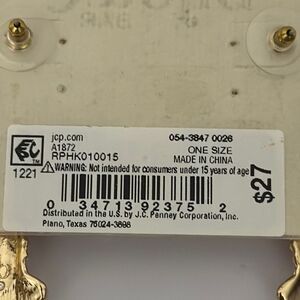 jcp.com 054-3847 0026
A1872 ONE SIZE
RPHK010015 MADE IN CHINA
1221
WARNING: Not intended for consumers under 15 years of age
$27
0 34713 92375 2
Distributed in the U.S. by J.C. Penney Corporation, Inc.
Plano, Texas 75024-3698